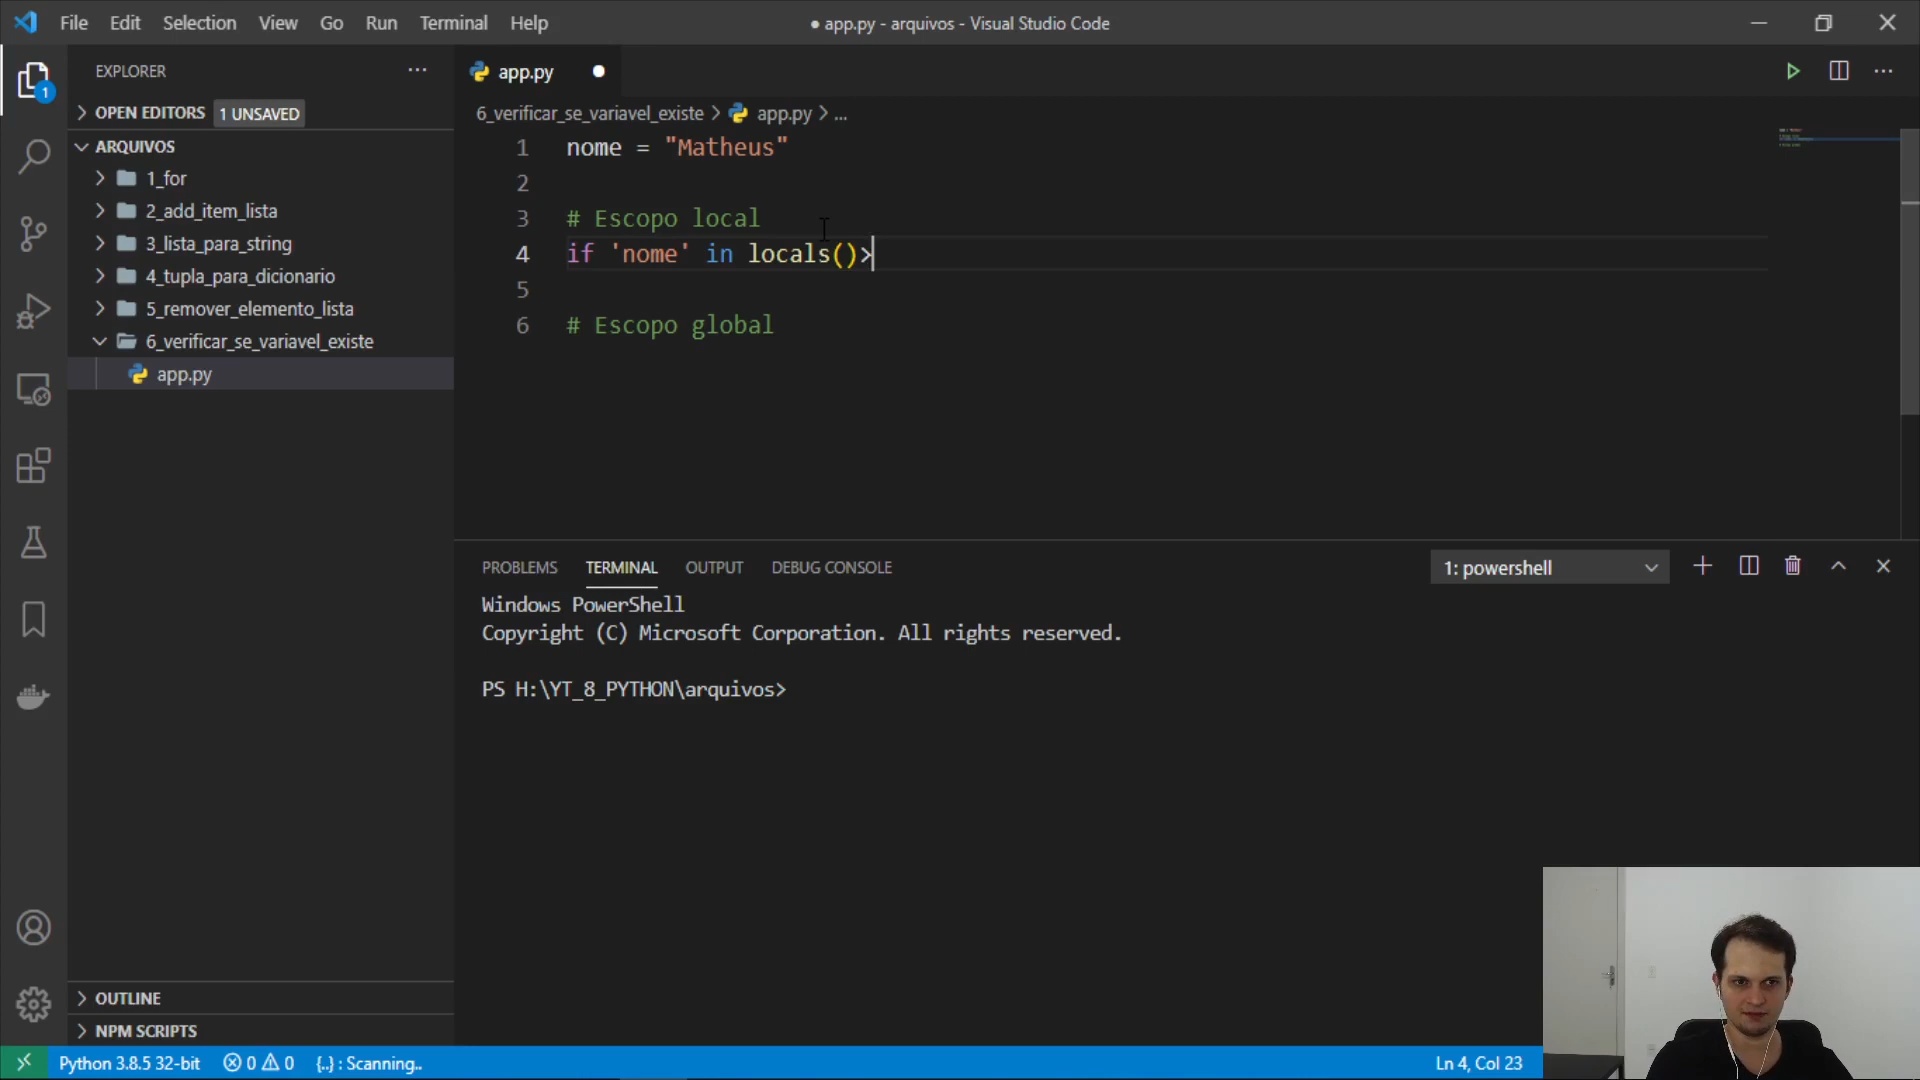 File Edit Selection View Go Run Terminal Help
● app.py - arquivos - Visual Studio Code
EXPLORER
OPEN EDITORS 1 UNSAVED
ARQUIVOS
1_for
2_add_item_lista
3_lista_para_string
4_tupla_para_dicionario
5_remover_elemento_lista
6_verificar_se_variavel_existe
app.py
OUTLINE
NPM SCRIPTS
1
app.py
6_verificar_se_variavel_existe > app.py > ...
1 nome = "Matheus"
2
3 # Escopo local
4 if 'nome' in locals()>
5
6 # Escopo global
PROBLEMS TERMINAL OUTPUT DEBUG CONSOLE
1: powershell
Windows PowerShell
Copyright (C) Microsoft Corporation. All rights reserved.
PS H:\YT_8_PYTHON\arquivos>
Python 3.8.5 32-bit 0 0 {..} : Scanning..
Ln 4, Col 23